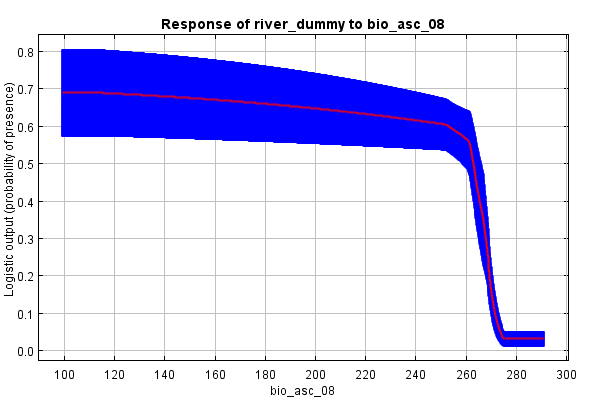 Response of river_dummy to bio_asc_08
Logistic output (probability of presence)
0.8
0.7
0.6
0.5
0.4
0.3
0.2
0.1
0.0
100 120 140 160 180 200 220 240 260 280 300
bio_asc_08